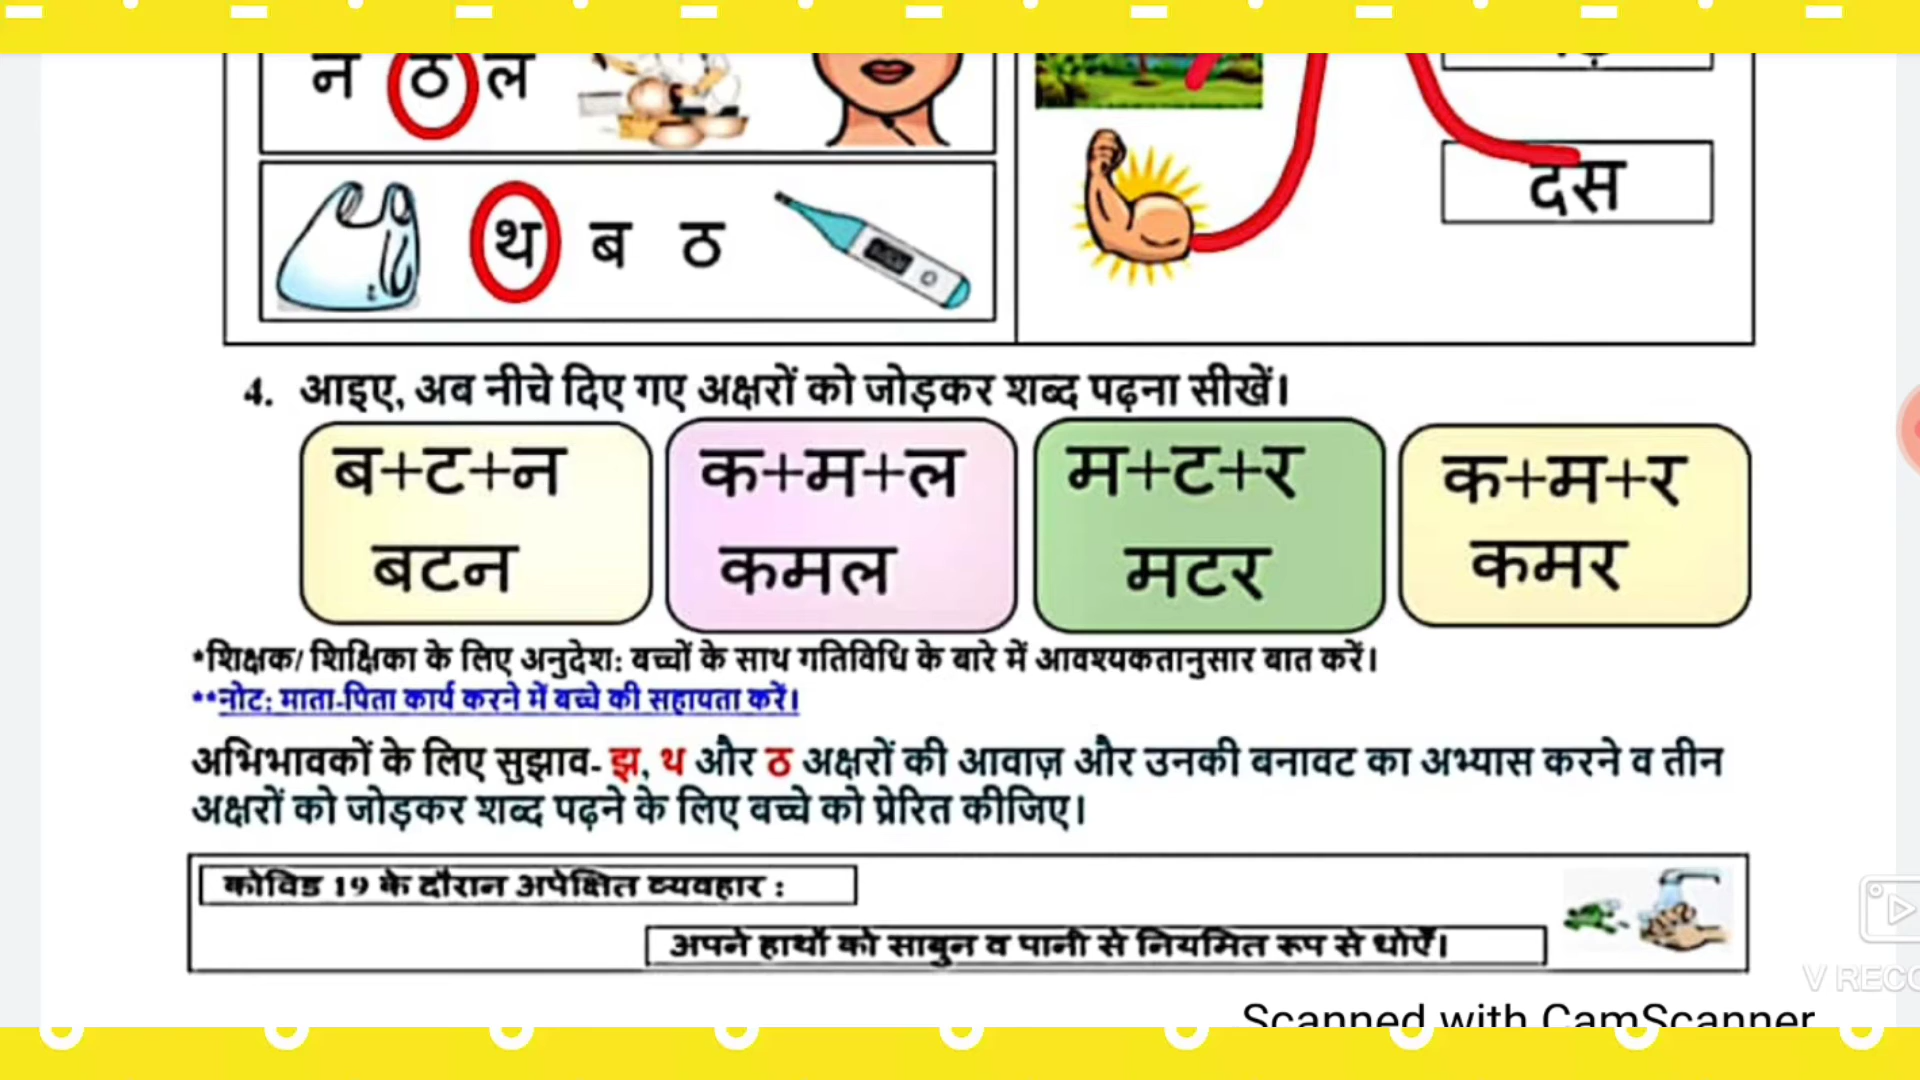 न ठ ल
थ ब ठ
दस
4. आइए, अब नीचे दिए गए अक्षरों को जोड़कर शब्द पढ़ना सीखें।
ब+ट+न
बटन
क+म+ल
कमल
म+ट+र
मटर
क+म+र
कमर
*शिक्षक/ शिक्षिका के लिए अनुदेश: बच्चों के साथ गतिविधि के बारे में आवश्यकतानुसार बात करें।
**नोट: माता-पिता कार्य करने में बच्चे की सहायता करें।
अभिभावकों के लिए सुझाव- झ, थ और ठ अक्षरों की आवाज़ और उनकी बनावट का अभ्यास करने व तीन
अक्षरों को जोड़कर शब्द पढ़ने के लिए बच्चे को प्रेरित कीजिए।
कोविड 19 के दौरान अपेक्षित व्यवहार :
अपने हाथों को साबुन व पानी से नियमित रूप से धोएँ।
V RECO
Scanned with CamScanner